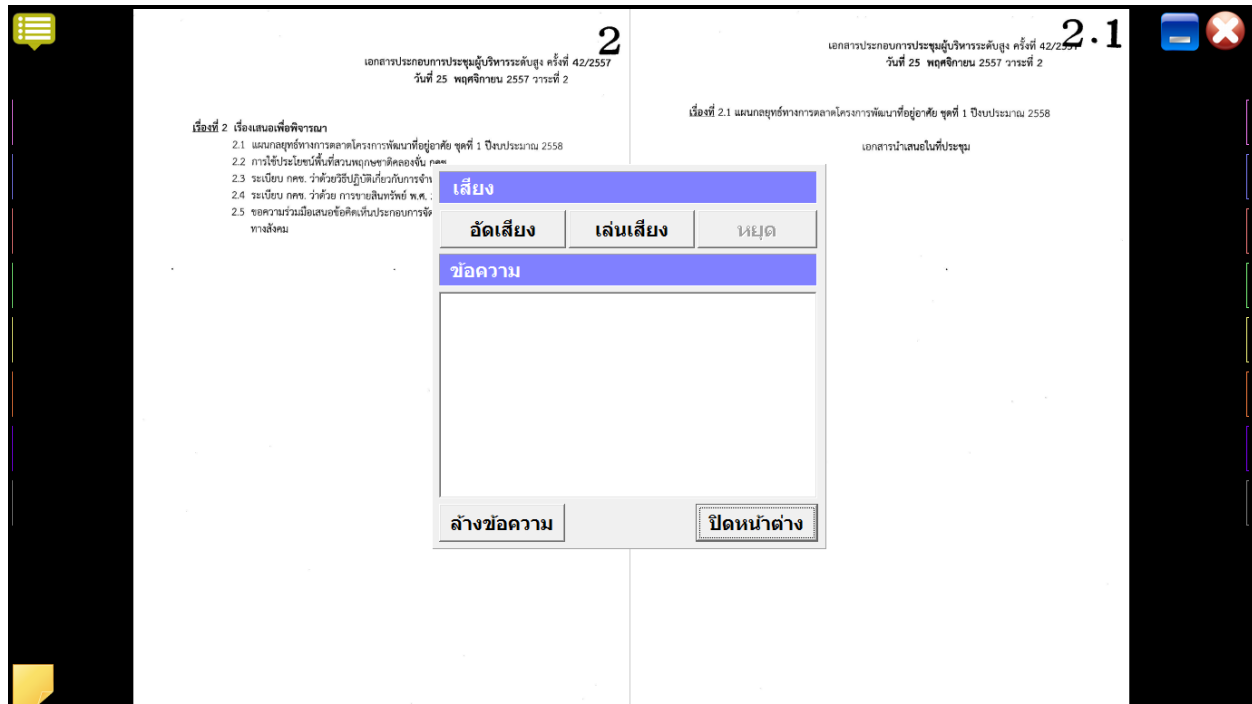 2
เอกสารประกอบการประชุมผู้บริหารระดับสูง ครั้งที่ 42/2557
วันที่ 25 พฤศจิกายน 2557 วาระที่ 2
เรื่องที่ 2 เรื่องเสนอเพื่อพิจารณา
2.1 แผนกลยุทธ์ทางการตลาดโครงการพัฒนาที่อยู่อาศัย ชุดที่ 1 ปีงบประมาณ 2558
2.2 การใช้ประโยชน์พื้นที่สวนพฤกษชาติคลองจั่น กคช.
2.3 ระเบียบ กคช. ว่าด้วยวิธีปฏิบัติเกี่ยวกับการ
2.4 ระเบียบ กคช. ว่าด้วย การขายสินทรัพย์ พ.ศ.
2.5 ขอความร่วมมือเสนอข้อคิดเห็นประกอบการ
ทางสังคม
2.1
เอกสารประกอบการประชุมผู้บริหารระดับสูง ครั้งที่ 42/2557
วันที่ 25 พฤศจิกายน 2557 วาระที่ 2
เรื่องที่ 2.1 แผนกลยุทธ์ทางการตลาดโครงการพัฒนาที่อยู่อาศัย ชุดที่ 1 ปีงบประมาณ 2558
เอกสารนำเสนอในที่ประชุม
เสียง
อัดเสียง เล่นเสียง หยุด
ข้อความ
ล้างข้อความ ปิดหน้าต่าง